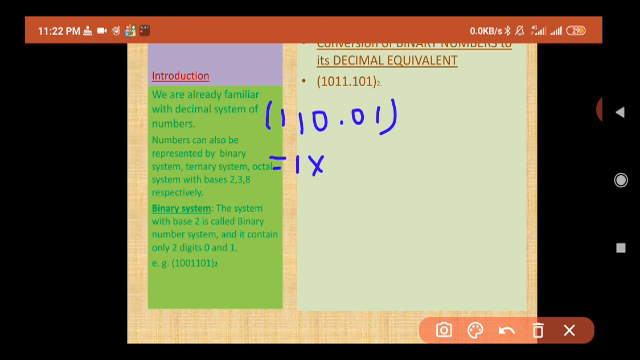 11:22 PM
0.0KB/s
Conversion of BINARY NUMBERS to
its DECIMAL EQUIVALENT
• (1011.101)₂
Introduction
We are already familiar
with decimal system of
numbers.
Numbers can also be
represented by binary
system, ternary system, octal
system with bases 2,3,8
respectively.
Binary system: The system
with base 2 is called Binary
number system, and it contain
only 2 digits 0 and 1.
e. g. (1001101)₂
(110.01)
=1x